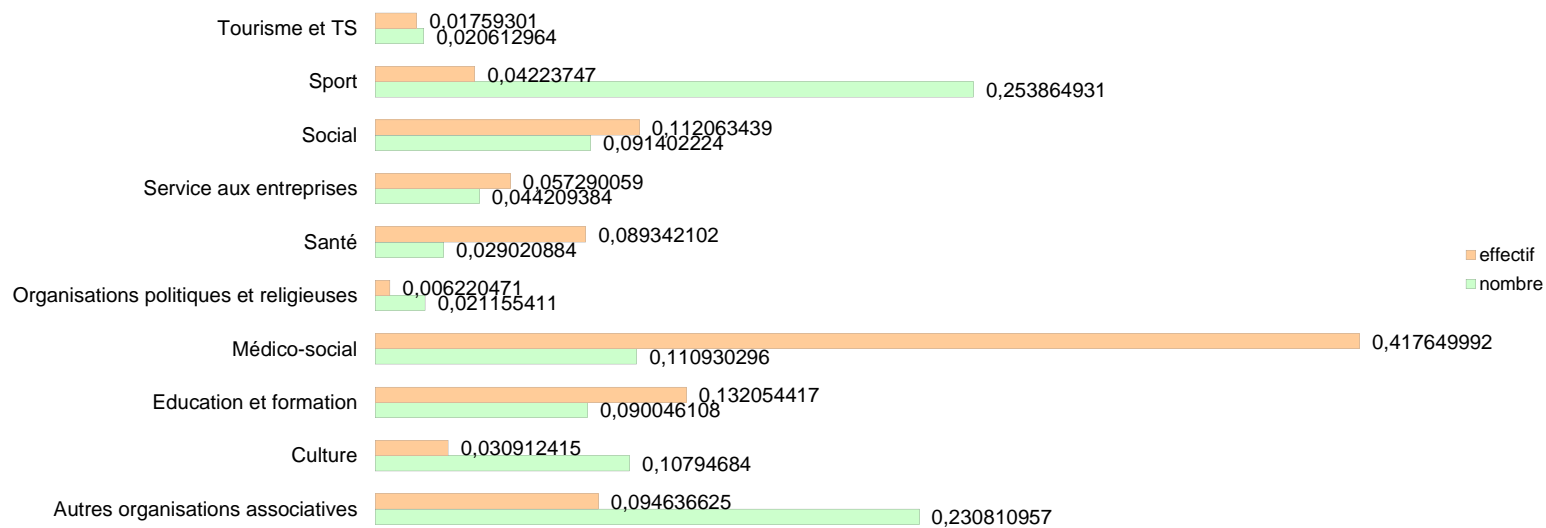 Tourisme et TS
0,01759301
0,020612964
Sport
0,04223747
0,253864931
Social
0,112063439
0,091402224
Service aux entreprises
0,057290059
0,044209384
Santé
0,089342102
0,029020884
Organisations politiques et religieuses
0,006220471
0,021155411
Médico-social
0,417649992
0,110930296
Education et formation
0,132054417
0,090046108
Culture
0,030912415
0,10794684
Autres organisations associatives
0,094636625
0,230810957
effectif
nombre